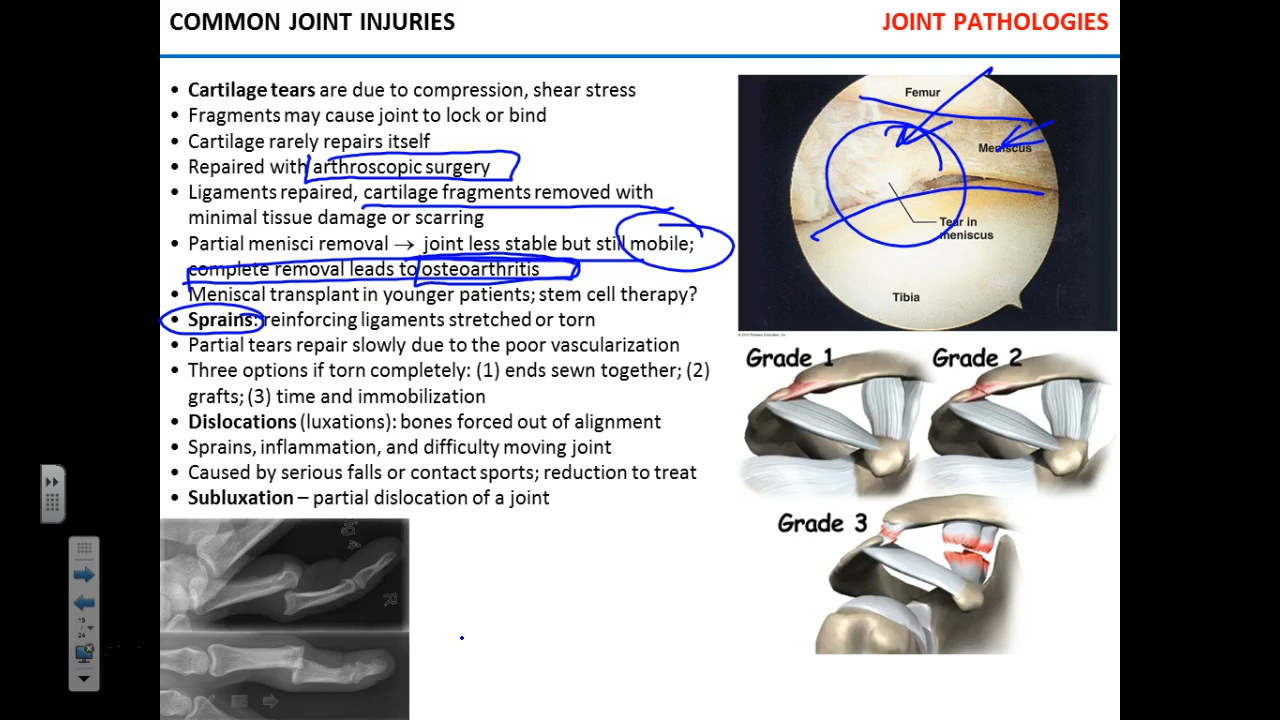 COMMON JOINT INJURIES
JOINT PATHOLOGIES
• Cartilage tears are due to compression, shear stress
• Fragments may cause joint to lock or bind
• Cartilage rarely repairs itself
• Repaired with arthroscopic surgery
• Ligaments repaired, cartilage fragments removed with
minimal tissue damage or scarring
• Partial menisci removal → joint less stable but still mobile;
complete removal leads to osteoarthritis
• Meniscal transplant in younger patients; stem cell therapy?
• Sprains: reinforcing ligaments stretched or torn
• Partial tears repair slowly due to the poor vascularization
• Three options if torn completely: (1) ends sewn together; (2)
grafts; (3) time and immobilization
• Dislocations (luxations): bones forced out of alignment
• Sprains, inflammation, and difficulty moving joint
• Caused by serious falls or contact sports; reduction to treat
• Subluxation – partial dislocation of a joint
Femur
Meniscus
Tear in
meniscus
Tibia
Grade 1
Grade 2
Grade 3
R
19
/
24